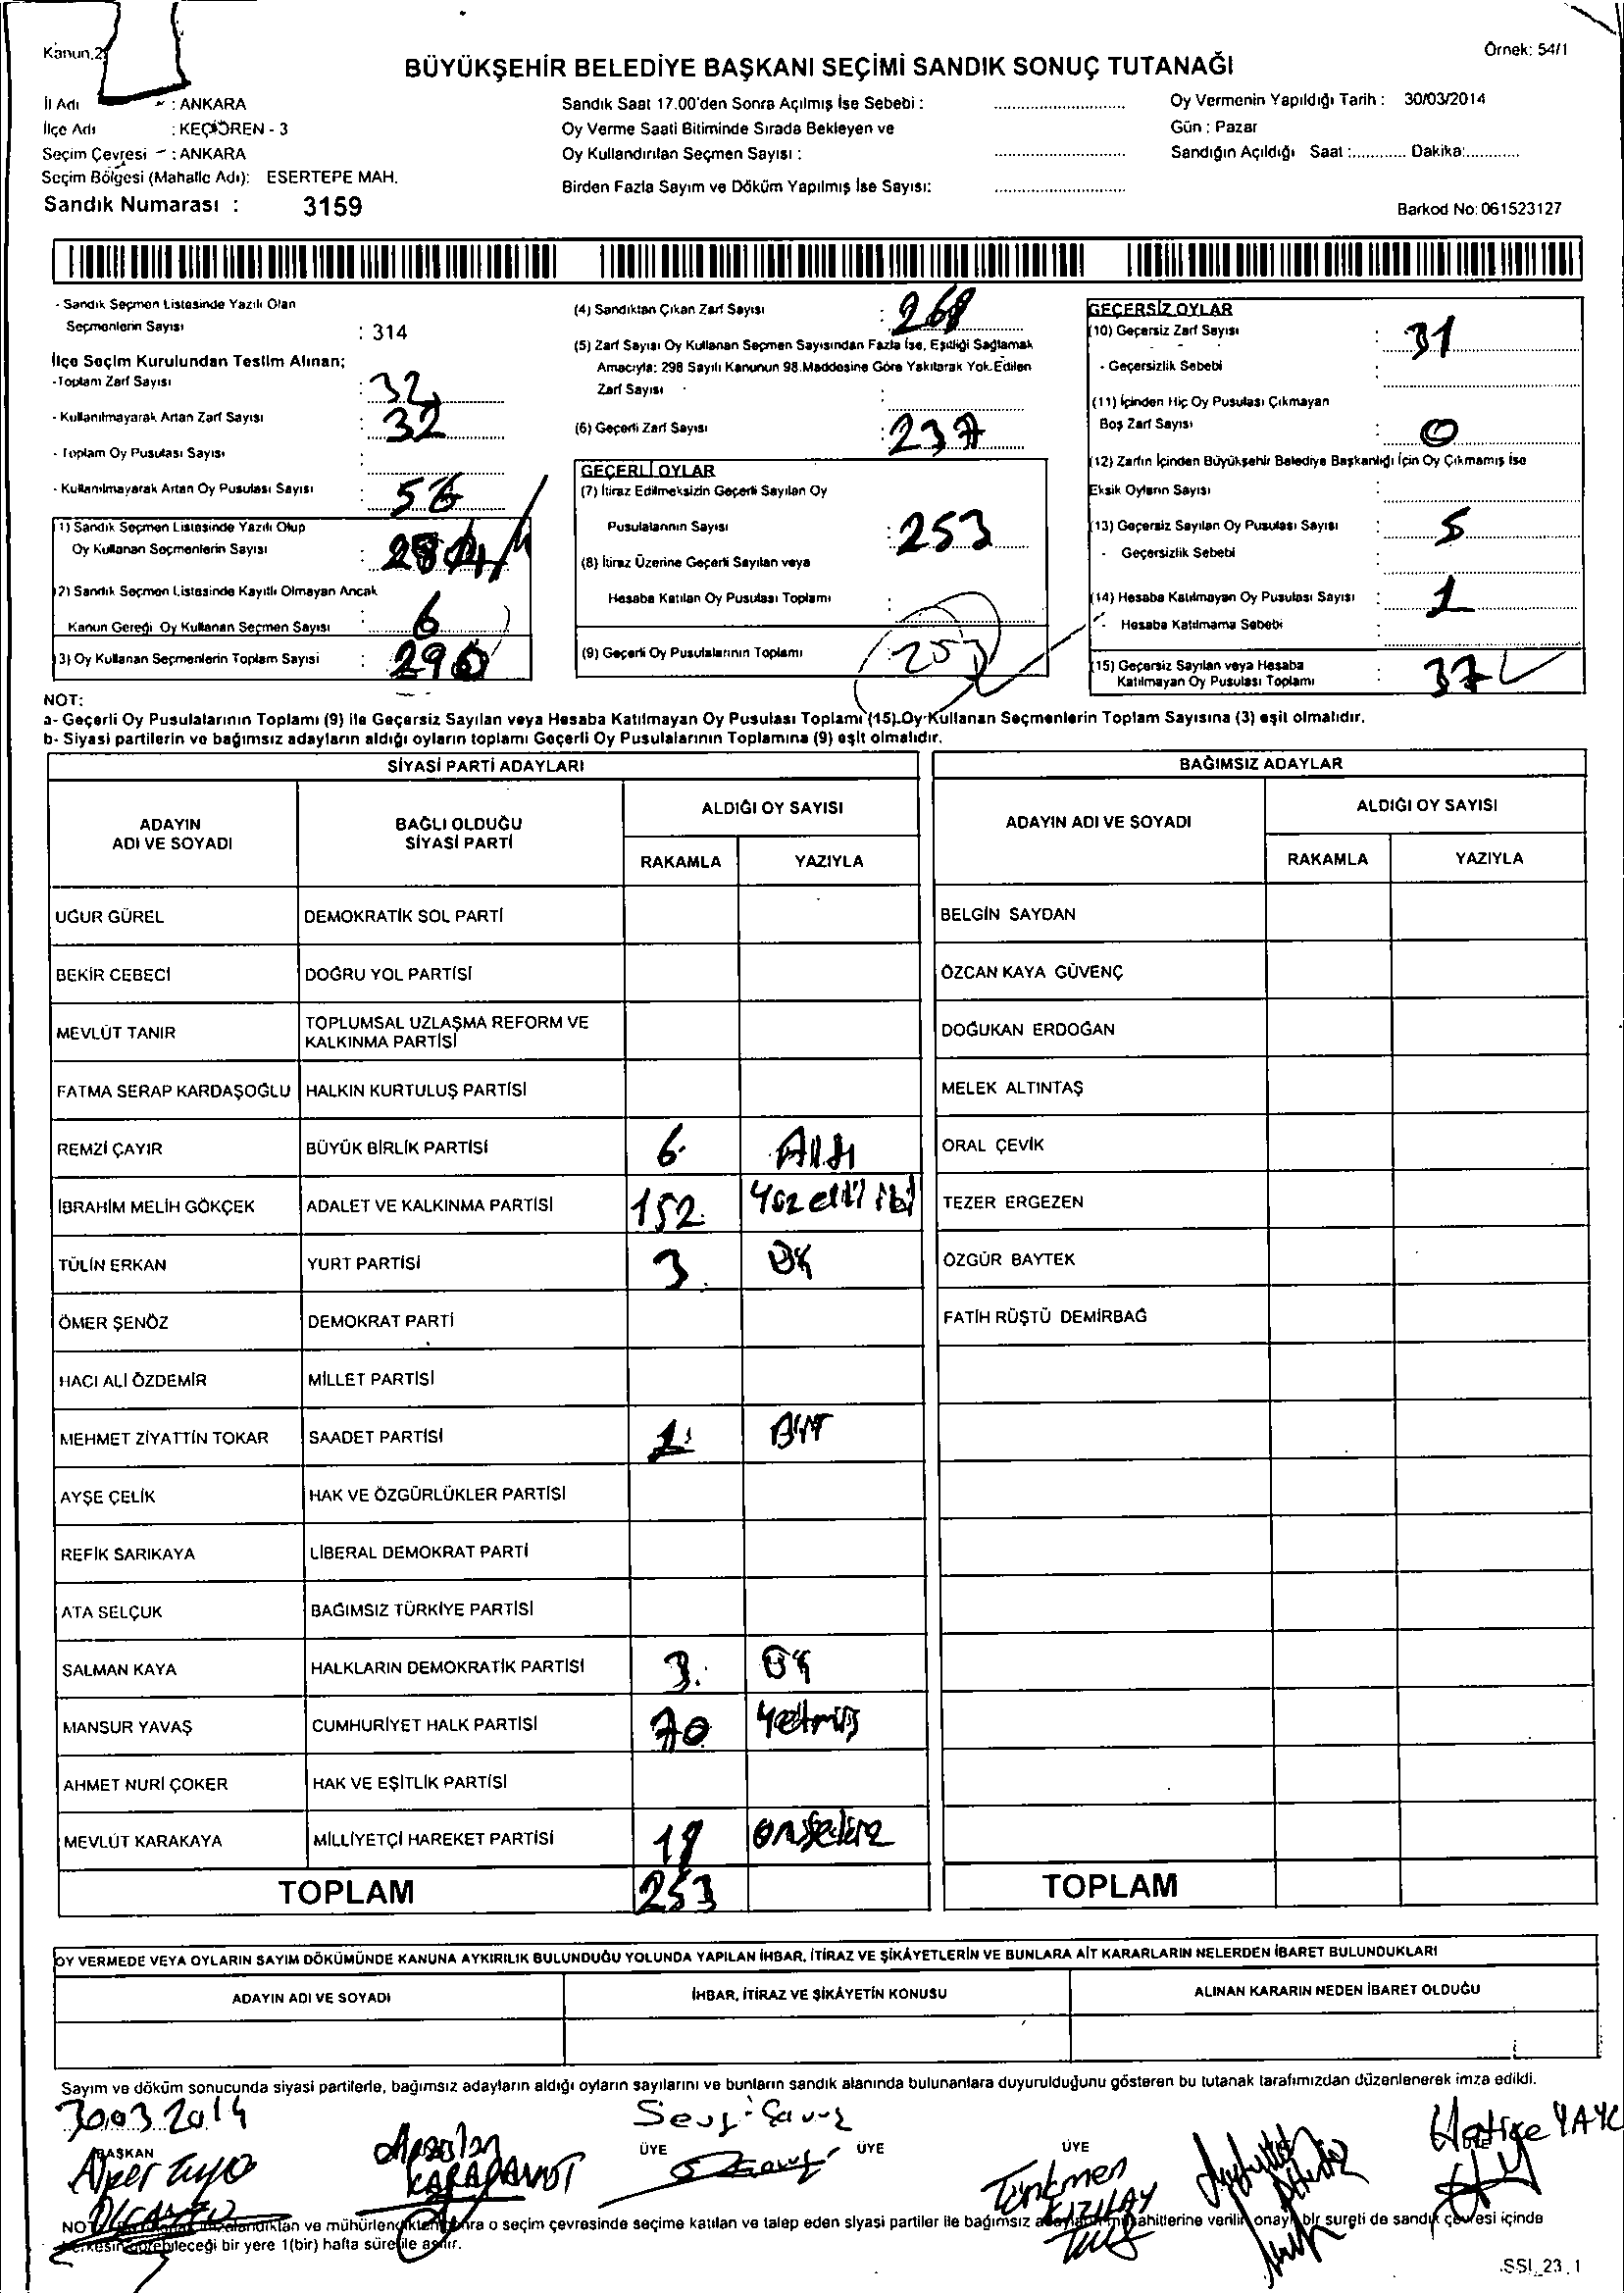 Kanun.2
Örnek: 54/1
BÜYÜKŞEHİR BELEDİYE BAŞKANI SEÇİMİ SANDIK SONUÇ TUTANAĞI
İl Adı : ANKARA
İlçe Adı : KEÇİÖREN - 3
Seçim Çevresi : ANKARA
Seçim Bölgesi (Mahalle Adı): ESERTEPE MAH.
Sandık Numarası : 3159
Sandık Saat 17.00'den Sonra Açılmış İse Sebebi :
Oy Verme Saati Bitiminde Sırada Bekleyen ve
Oy Kullandırılan Seçmen Sayısı :
Birden Fazla Sayım ve Döküm Yapılmış İse Sayısı:
Oy Vermenin Yapıldığı Tarih : 30/03/2014
Gün : Pazar
Sandığın Açıldığı Saat :............ Dakika:............
Barkod No: 061523127
- Sandık Seçmen Listesinde Yazılı Olan
Seçmenlerin Sayısı : 314
İlçe Seçim Kurulundan Teslim Alınan;
-Toplam Zarf Sayısı :
- Kullanılmayarak Artan Zarf Sayısı : 32
- Toplam Oy Pusulası Sayısı :
- Kullanılmayarak Artan Oy Pusulası Sayısı : 56
1) Sandık Seçmen Listesinde Yazılı Olup
Oy Kullanan Seçmenlerin Sayısı : 284
2) Sandık Seçmen Listesinde Kayıtlı Olmayan Ancak
Kanun Gereği Oy Kullanan Seçmen Sayısı : 6
3) Oy Kullanan Seçmenlerin Toplam Sayısı : 290
(4) Sandıktan Çıkan Zarf Sayısı : 268
(5) Zarf Sayısı Oy Kullanan Seçmen Sayısından Fazla İse, Eşitliği Sağlamak
Amacıyla: 298 Sayılı Kanunun 98.Maddesine Göre Yakılarak Yok Edilen
Zarf Sayısı :
(6) Geçerli Zarf Sayısı : 237
GEÇERLİ OYLAR
(7) İtiraz Edilmeksizin Geçerli Sayılan Oy
Pusulalarının Sayısı : 253
(8) İtiraz Üzerine Geçerli Sayılan veya
Hesaba Katılan Oy Pusulası Toplamı :
(9) Geçerli Oy Pusulalarının Toplamı : 253
GEÇERSİZ OYLAR
(10) Geçersiz Zarf Sayısı : 31
- Geçersizlik Sebebi
(11) İçinden Hiç Oy Pusulası Çıkmayan
Boş Zarf Sayısı : 0
(12) Zarfın İçinden Büyükşehir Belediye Başkanlığı İçin Oy Çıkmamış İse
Eksik Oyların Sayısı :
(13) Geçersiz Sayılan Oy Pusulası Sayısı : 5
- Geçersizlik Sebebi
(14) Hesaba Katılmayan Oy Pusulası Sayısı : 1
- Hesaba Katılmama Sebebi
(15) Geçersiz Sayılan veya Hesaba
Katılmayan Oy Pusulası Toplamı : 37
NOT:
a- Geçerli Oy Pusulalarının Toplamı (9) ile Geçersiz Sayılan veya Hesaba Katılmayan Oy Pusulası Toplamı (15) Oy Kullanan Seçmenlerin Toplam Sayısına (3) eşit olmalıdır.
b- Siyasi partilerin ve bağımsız adayların aldığı oyların toplamı Geçerli Oy Pusulalarının Toplamına (9) eşit olmalıdır.
SİYASİ PARTİ ADAYLARI
ADAYIN ADI VE SOYADI
BAĞLI OLDUĞU SİYASİ PARTİ
ALDIĞI OY SAYISI
RAKAMLA YAZIYLA
UĞUR GÜREL DEMOKRATİK SOL PARTİ
BEKİR CEBECİ DOĞRU YOL PARTİSİ
MEVLÜT TANIR TOPLUMSAL UZLAŞMA REFORM VE KALKINMA PARTİSİ
FATMA SERAP KARDAŞOĞLU HALKIN KURTULUŞ PARTİSİ
REMZİ ÇAYIR BÜYÜK BİRLİK PARTİSİ 6 Altı
İBRAHİM MELİH GÖKÇEK ADALET VE KALKINMA PARTİSİ 152 Yüz elli iki
TÜLİN ERKAN YURT PARTİSİ 3 Üç
ÖMER ŞENÖZ DEMOKRAT PARTİ
HACI ALİ ÖZDEMİR MİLLET PARTİSİ
MEHMET ZİYATTİN TOKAR SAADET PARTİSİ 1 Bir
AYŞE ÇELİK HAK VE ÖZGÜRLÜKLER PARTİSİ
REFİK SARIKAYA LİBERAL DEMOKRAT PARTİ
ATA SELÇUK BAĞIMSIZ TÜRKİYE PARTİSİ
SALMAN KAYA HALKLARIN DEMOKRATİK PARTİSİ 3 Üç
MANSUR YAVAŞ CUMHURİYET HALK PARTİSİ 70 Yetmiş
AHMET NURİ ÇOKER HAK VE EŞİTLİK PARTİSİ
MEVLÜT KARAKAYA MİLLİYETÇİ HAREKET PARTİSİ 18 onsekiz
TOPLAM 253
BAĞIMSIZ ADAYLAR
ADAYIN ADI VE SOYADI
ALDIĞI OY SAYISI
RAKAMLA YAZIYLA
BELGİN SAYDAN
ÖZCAN KAYA GÜVENÇ
DOĞUKAN ERDOĞAN
MELEK ALTINTAŞ
ORAL ÇEVİK
TEZER ERGEZEN
ÖZGÜR BAYTEK
FATİH RÜŞTÜ DEMİRBAĞ
TOPLAM
OY VERMEDE VEYA OYLARIN SAYIM DÖKÜMÜNDE KANUNA AYKIRILIK BULUNDUĞU YOLUNDA YAPILAN İHBAR, İTİRAZ VE ŞİKÂYETLERİN VE BUNLARA AİT KARARLARIN NELERDEN İBARET BULUNDUKLARI
ADAYIN ADI VE SOYADI
İHBAR, İTİRAZ VE ŞİKÂYETİN KONUSU
ALINAN KARARIN NEDEN İBARET OLDUĞU
Sayım ve döküm sonucunda siyasi partilerle, bağımsız adayların aldığı oyların sayılarını ve bunların sandık alanında bulunanlara duyurulduğunu gösteren bu tutanak tarafımızdan düzenlenerek imza edildi.
30.03.2014
BAŞKAN
ÜYE
ÜYE
ÜYE
Türkmen
KIZILAY
Hatice
ve mühürlendikten sonra o seçim çevresinde seçime katılan ve talep eden siyasi partiler ile bağımsız adayların müşahitlerine verilir, onaylı bir sureti de sandık çevresi içinde
herkesin görebileceği bir yere 1(bir) hafta süre ile asılır.
.SSI_23_1